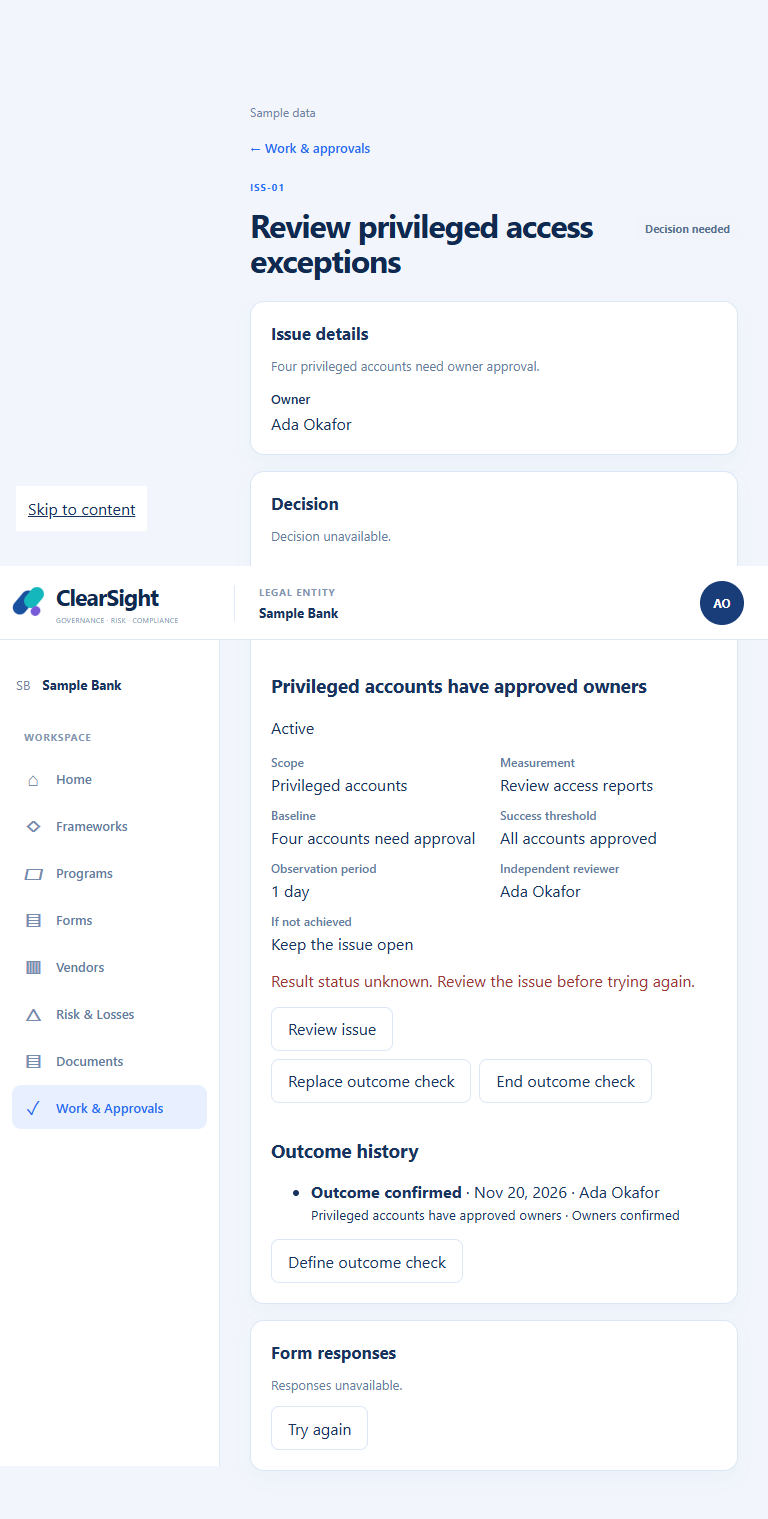 Sample data
← Work & approvals
ISS-01
Review privileged access
exceptions
Decision needed
Issue details
Four privileged accounts need owner approval.
Owner
Ada Okafor
Skip to content
Decision
Decision unavailable.
ClearSight
GOVERNANCE · RISK · COMPLIANCE
LEGAL ENTITY
Sample Bank
AO
SB Sample Bank
WORKSPACE
Home
Frameworks
Programs
Forms
Vendors
Risk & Losses
Documents
Work & Approvals
Privileged accounts have approved owners
Active
Scope
Privileged accounts
Measurement
Review access reports
Baseline
Four accounts need approval
Success threshold
All accounts approved
Observation period
1 day
Independent reviewer
Ada Okafor
If not achieved
Keep the issue open
Result status unknown. Review the issue before trying again.
Review issue
Replace outcome check
End outcome check
Outcome history
• Outcome confirmed · Nov 20, 2026 · Ada Okafor
Privileged accounts have approved owners · Owners confirmed
Define outcome check
Form responses
Responses unavailable.
Try again